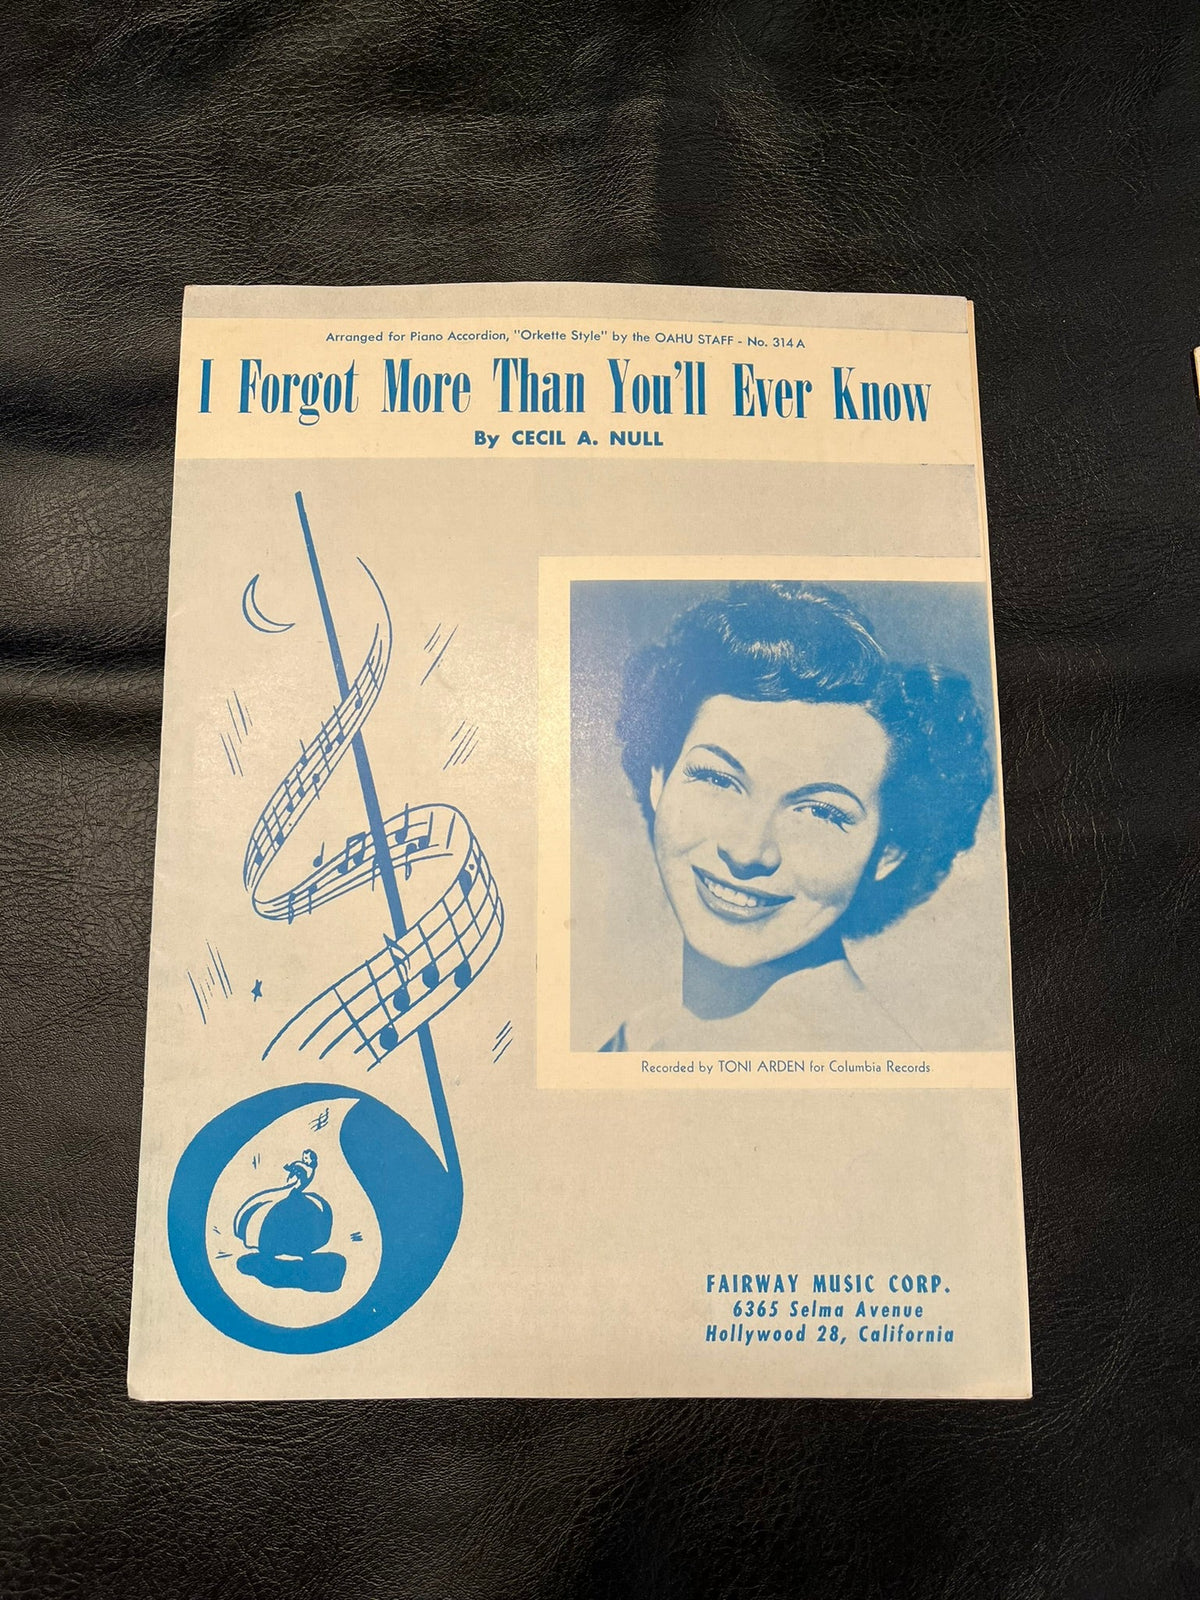 Arranged for Piano Accordion, "Orkette Style" by the OAHU STAFF - No. 314 A
I Forgot More Than You'll Ever Know
By CECIL A. NULL
Recorded by TONI ARDEN for Columbia Records
FAIRWAY MUSIC CORP.
6365 Selma Avenue
Hollywood 28, California